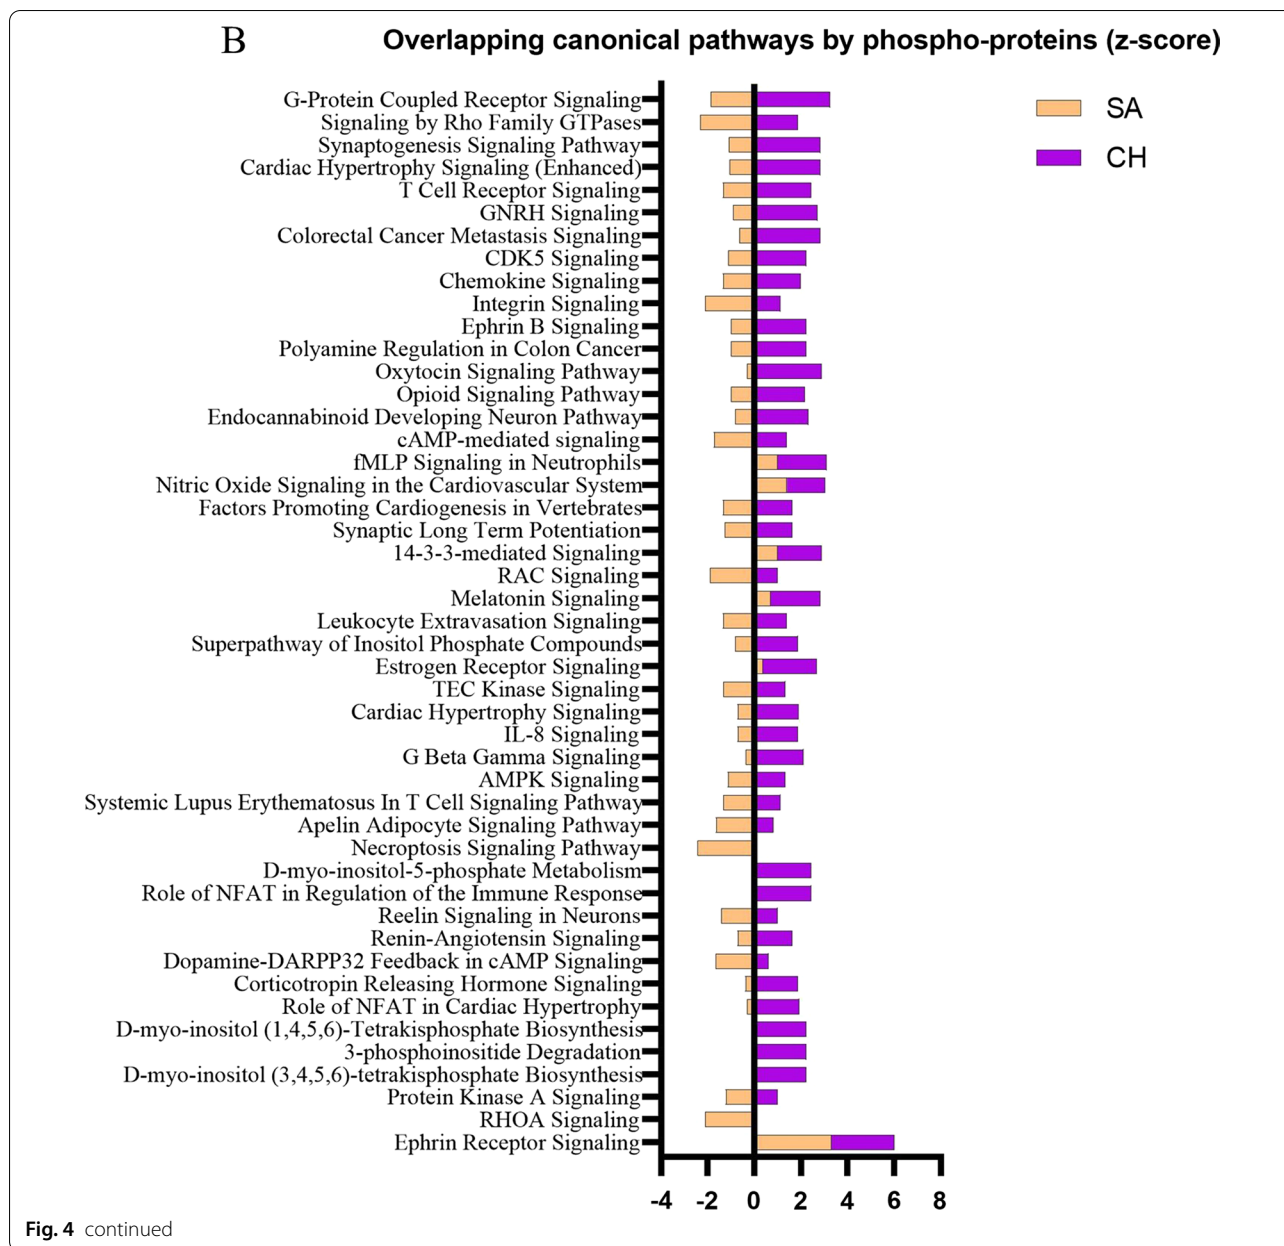 B
Overlapping canonical pathways by phospho-proteins (z-score)
SA
CH
G-Protein Coupled Receptor Signaling
Signaling by Rho Family GTPases
Synaptogenesis Signaling Pathway
Cardiac Hypertrophy Signaling (Enhanced)
T Cell Receptor Signaling
GNRH Signaling
Colorectal Cancer Metastasis Signaling
CDK5 Signaling
Chemokine Signaling
Integrin Signaling
Ephrin B Signaling
Polyamine Regulation in Colon Cancer
Oxytocin Signaling Pathway
Opioid Signaling Pathway
Endocannabinoid Developing Neuron Pathway
cAMP-mediated signaling
fMLP Signaling in Neutrophils
Nitric Oxide Signaling in the Cardiovascular System
Factors Promoting Cardiogenesis in Vertebrates
Synaptic Long Term Potentiation
14-3-3-mediated Signaling
RAC Signaling
Melatonin Signaling
Leukocyte Extravasation Signaling
Superpathway of Inositol Phosphate Compounds
Estrogen Receptor Signaling
TEC Kinase Signaling
Cardiac Hypertrophy Signaling
IL-8 Signaling
G Beta Gamma Signaling
AMPK Signaling
Systemic Lupus Erythematosus In T Cell Signaling Pathway
Apelin Adipocyte Signaling Pathway
Necroptosis Signaling Pathway
D-myo-inositol-5-phosphate Metabolism
Role of NFAT in Regulation of the Immune Response
Reelin Signaling in Neurons
Renin-Angiotensin Signaling
Dopamine-DARPP32 Feedback in cAMP Signaling
Corticotropin Releasing Hormone Signaling
Role of NFAT in Cardiac Hypertrophy
D-myo-inositol (1,4,5,6)-Tetrakisphosphate Biosynthesis
3-phosphoinositide Degradation
D-myo-inositol (3,4,5,6)-tetrakisphosphate Biosynthesis
Protein Kinase A Signaling
RHOA Signaling
Ephrin Receptor Signaling
-4 -2 0 2 4 6 8
Fig. 4 continued